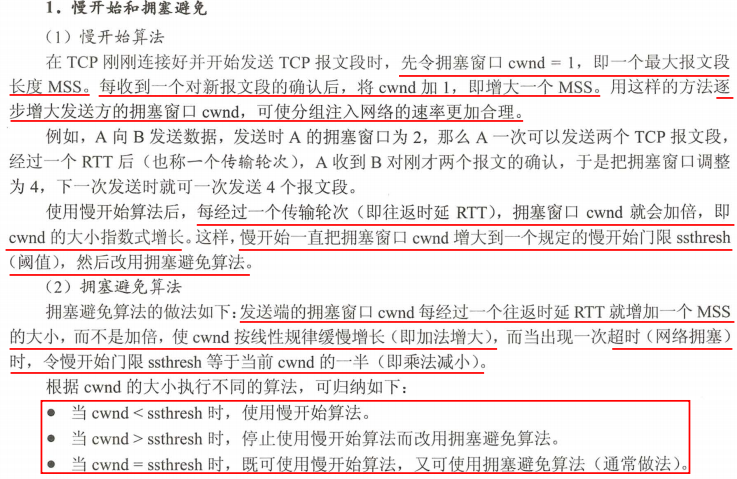 1．慢开始和拥塞避免
（1）慢开始算法
在 TCP 刚刚连接好并开始发送 TCP 报文段时，先令拥塞窗口 cwnd = 1，即一个最大报文段
长度 MSS。每收到一个对新报文段的确认后，将 cwnd 加 1，即增大一个 MSS。用这样的方法逐
步增大发送方的拥塞窗口 cwnd，可使分组注入网络的速率更加合理。
例如，A 向 B 发送数据，发送时 A 的拥塞窗口为 2，那么 A 一次可以发送两个 TCP 报文段，
经过一个 RTT 后（也称一个传输轮次），A 收到 B 对刚才两个报文的确认，于是把拥塞窗口调整
为 4，下一次发送时就可一次发送 4 个报文段。
使用慢开始算法后，每经过一个传输轮次（即往返时延 RTT），拥塞窗口 cwnd 就会加倍，即
cwnd 的大小指数式增长。这样，慢开始一直把拥塞窗口 cwnd 增大到一个规定的慢开始门限 ssthresh
（阈值），然后改用拥塞避免算法。
（2）拥塞避免算法
拥塞避免算法的做法如下：发送端的拥塞窗口 cwnd 每经过一个往返时延 RTT 就增加一个 MSS
的大小，而不是加倍，使 cwnd 按线性规律缓慢增长（即加法增大），而当出现一次超时（网络拥塞）
时，令慢开始门限 ssthresh 等于当前 cwnd 的一半（即乘法减小）。
根据 cwnd 的大小执行不同的算法，可归纳如下：
● 当 cwnd < ssthresh 时，使用慢开始算法。
● 当 cwnd > ssthresh 时，停止使用慢开始算法而改用拥塞避免算法。
● 当 cwnd = ssthresh 时，既可使用慢开始算法，又可使用拥塞避免算法（通常做法）。